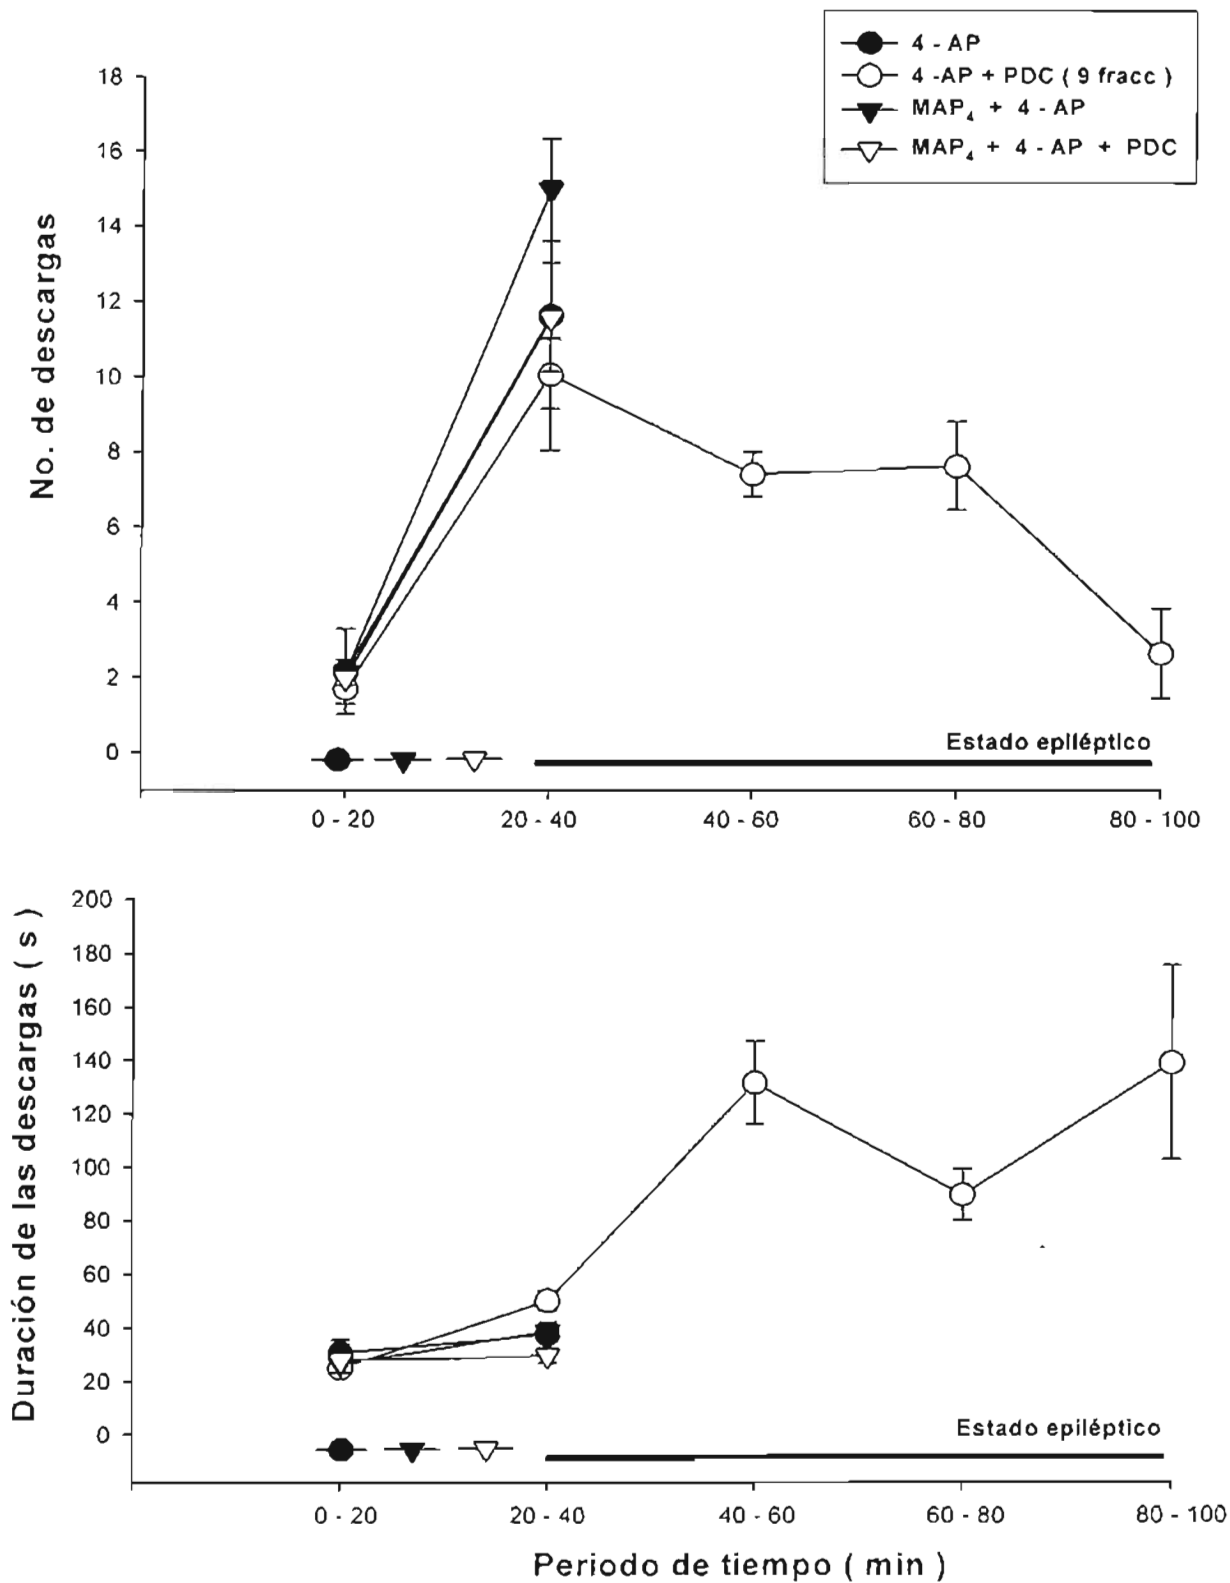 4 - AP
4 -AP + PDC ( 9 fracc )
MAP₄ + 4 - AP
MAP₄ + 4 - AP + PDC
No. de descargas
18
16
14
12
10
8
6
4
2
0
Estado epiléptico
0 - 20 20 - 40 40 - 60 60 - 80 80 - 100
Duración de las descargas ( s )
200
180
160
140
120
100
80
60
40
20
0
Estado epiléptico
0 - 20 20 - 40 40 - 60 60 - 80 80 - 100
Periodo de tiempo ( min )